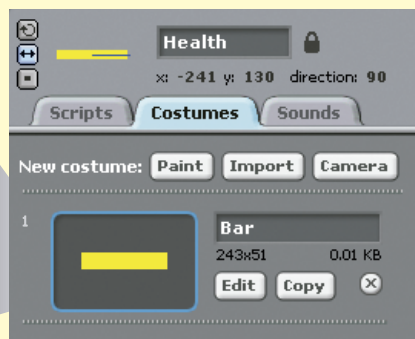 Health
x: -241 y: 130 direction: 90
Scripts Costumes Sounds
New costume: Paint Import Camera
1
Bar
243x51 0.01 KB
Edit Copy